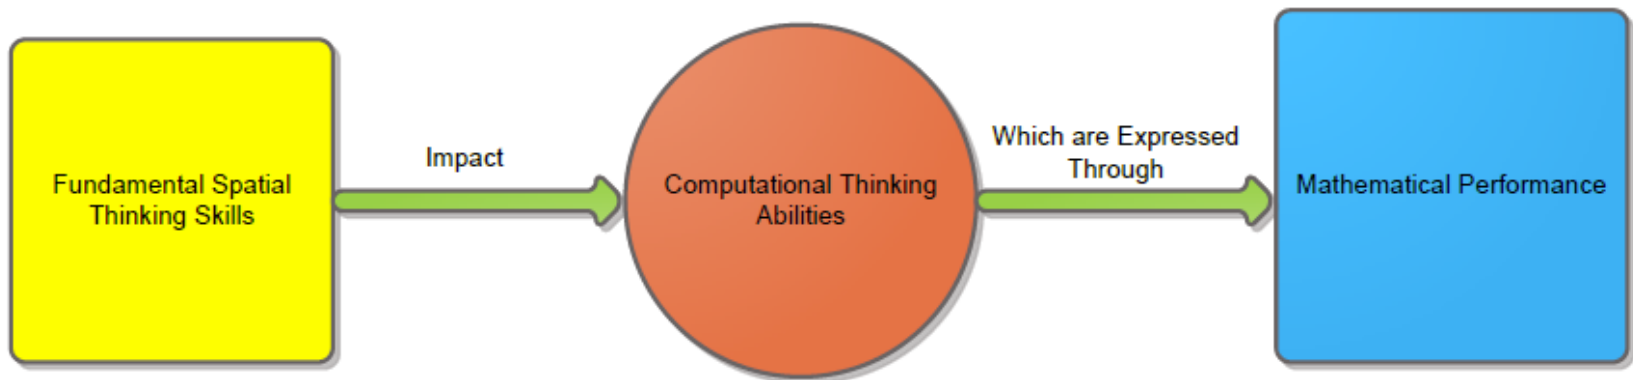 Fundamental Spatial
Thinking Skills
Impact
Computational Thinking
Abilities
Which are Expressed
Through
Mathematical Performance